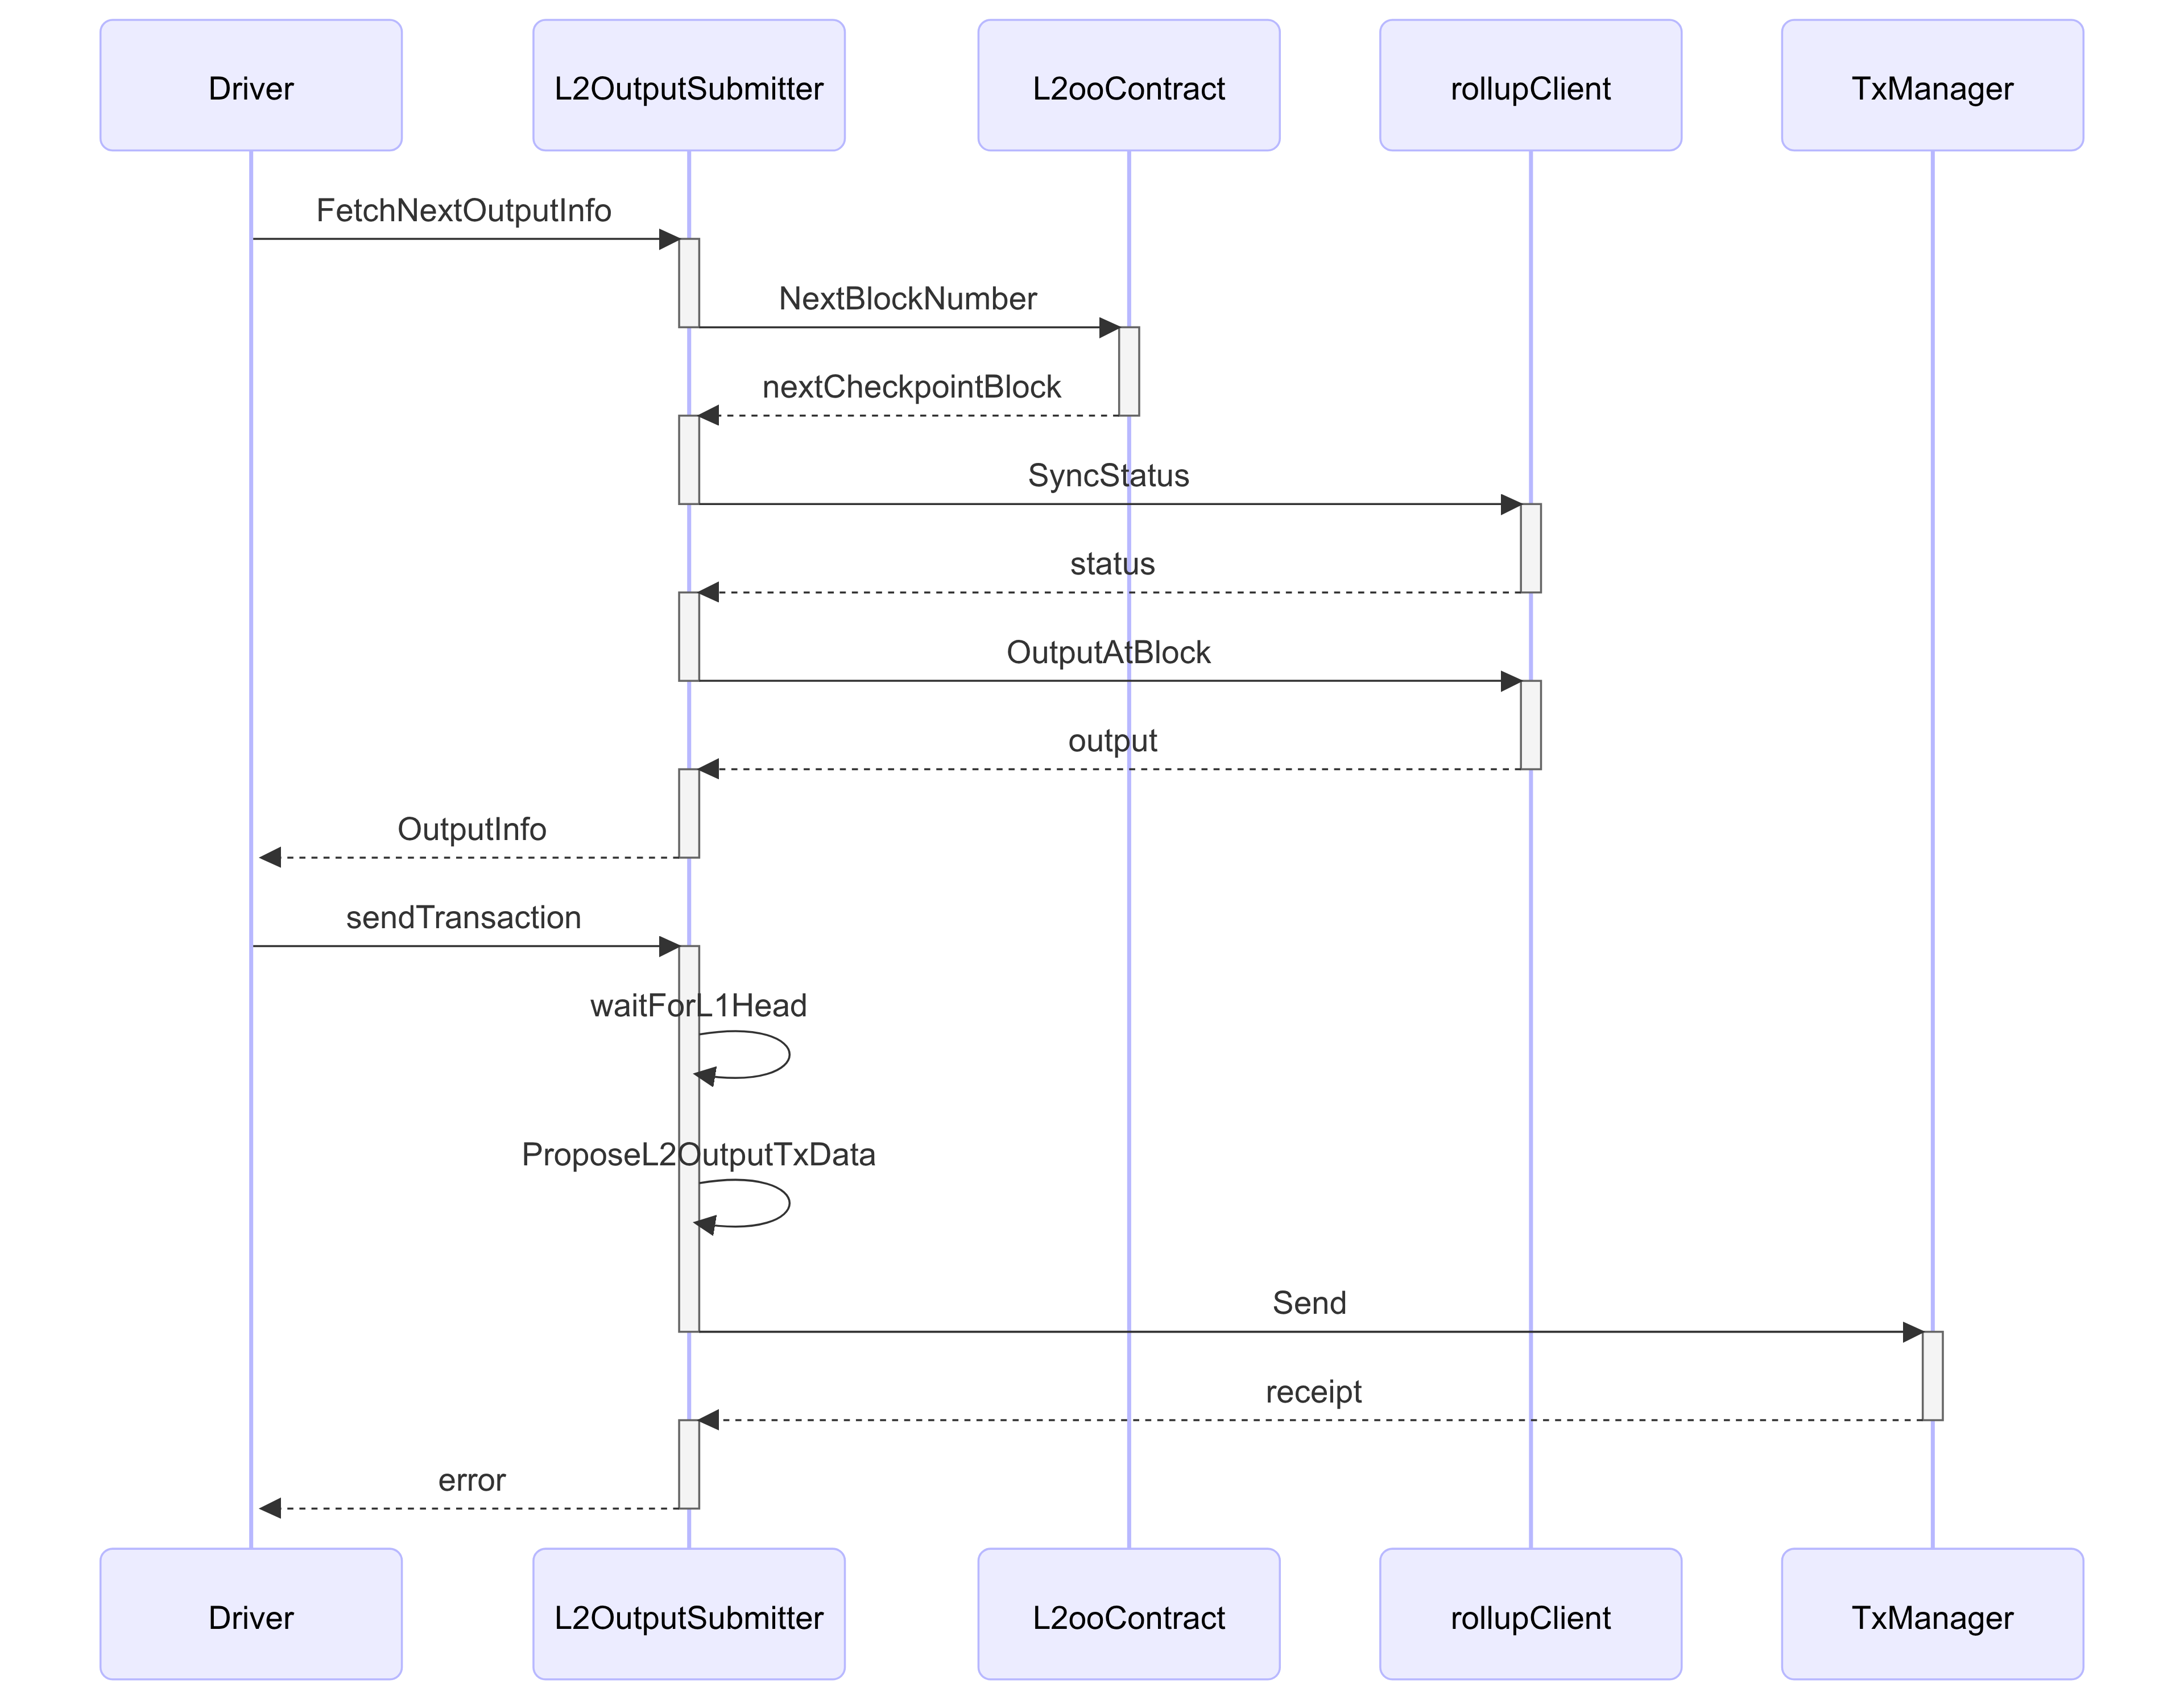 Driver
L2OutputSubmitter
L2ooContract
rollupClient
TxManager
FetchNextOutputInfo
NextBlockNumber
nextCheckpointBlock
SyncStatus
status
OutputAtBlock
output
OutputInfo
sendTransaction
waitForL1Head
ProposeL2OutputTxData
Send
receipt
error
Driver
L2OutputSubmitter
L2ooContract
rollupClient
TxManager